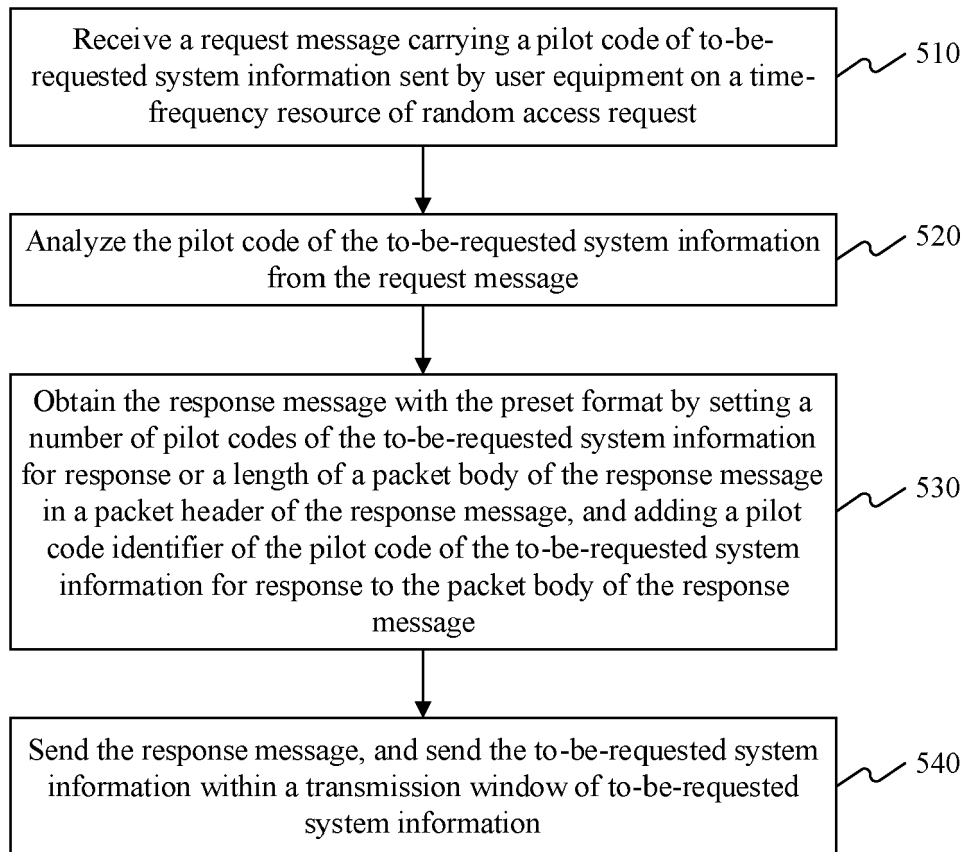 Receive a request message carrying a pilot code of to-be-
requested system information sent by user equipment on a time-
frequency resource of random access request
510
Analyze the pilot code of the to-be-requested system information
from the request message
520
Obtain the response message with the preset format by setting a
number of pilot codes of the to-be-requested system information
for response or a length of a packet body of the response message
in a packet header of the response message, and adding a pilot
code identifier of the pilot code of the to-be-requested system
information for response to the packet body of the response
message
530
Send the response message, and send the to-be-requested system
information within a transmission window of to-be-requested
system information
540